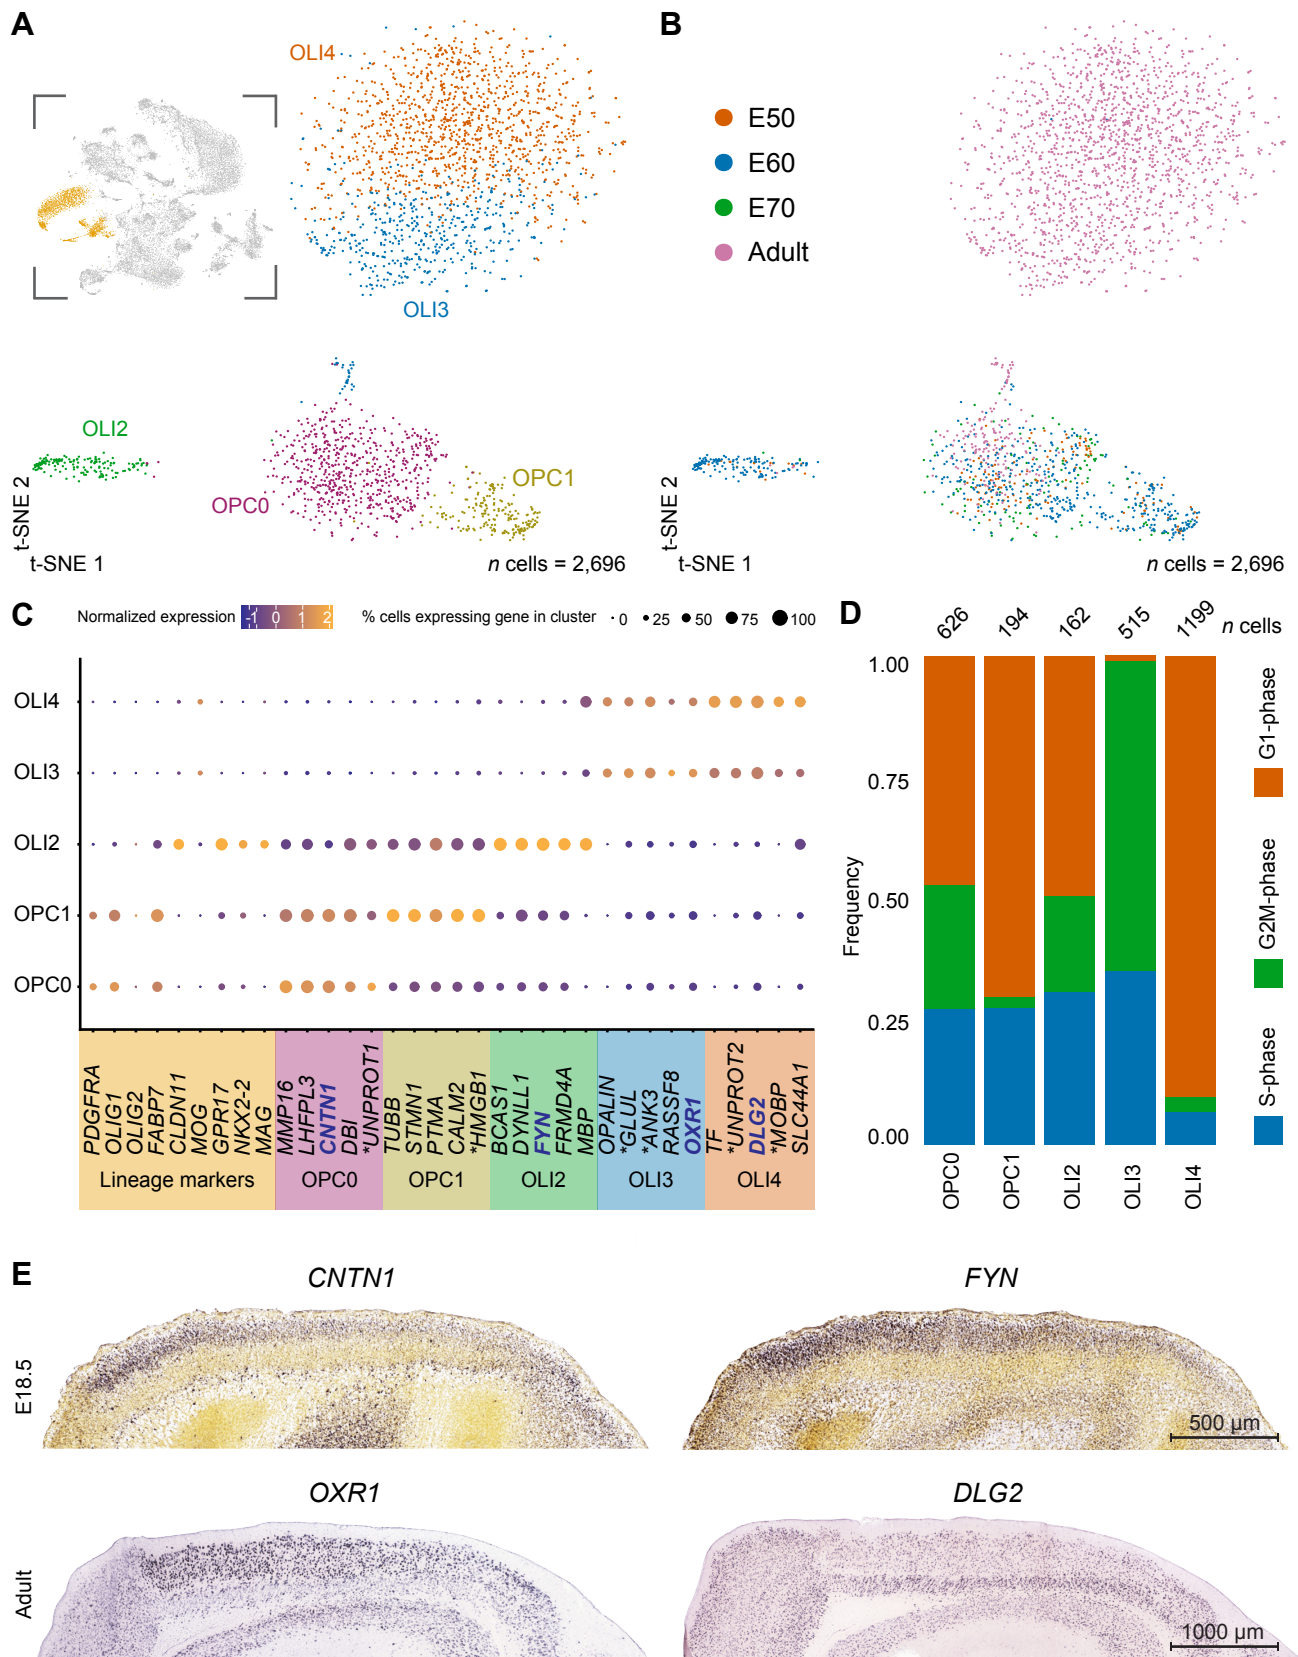 A
OLI4
OLI3
OLI2
OPC0
OPC1
t-SNE 2
t-SNE 1
n cells = 2,696
B
E50
E60
E70
Adult
t-SNE 2
t-SNE 1
n cells = 2,696
C
Normalized expression
-1 0 1 2
% cells expressing gene in cluster
0 25 50 75 100
OLI4
OLI3
OLI2
OPC1
OPC0
PDGFRA
OLIG1
OLIG2
FABP7
CLDN11
MOG
GPR17
NKX2-2
MAG
MMP16
LHFPL3
CNTN1
DBI
*UNPROT1
TUBB
STMN1
PTMA
CALM2
*HMGB1
BCAS1
DYNLL1
FYN
FRMD4A
MBP
OPALIN
*GLUL
*ANK3
RASSF8
OXR1
TF
*UNPROT2
DLG2
*MOBP
SLC44A1
Lineage markers
OPC0
OPC1
OLI2
OLI3
OLI4
D
626
194
162
515
1199
n cells
1.00
0.75
0.50
0.25
0.00
Frequency
OPC0
OPC1
OLI2
OLI3
OLI4
G1-phase
G2M-phase
S-phase
E
CNTN1
FYN
E18.5
500 µm
OXR1
DLG2
Adult
1000 µm